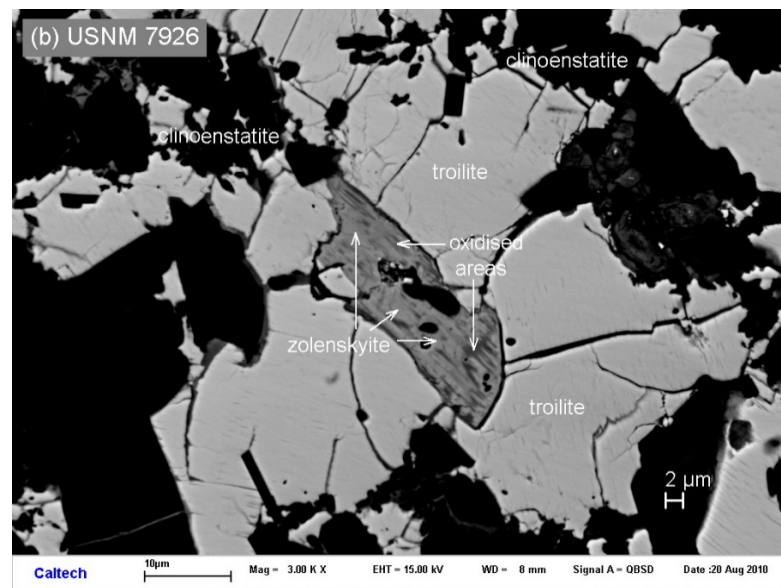 (b) USNM 7926
clinoenstatite
clinoenstatite
troilite
oxidised
areas
zolenskyite
troilite
2 µm
Caltech
10µm
Mag = 3.00 K X
EHT = 15.00 kV
WD = 8 mm
Signal A = QBSD
Date :20 Aug 2010